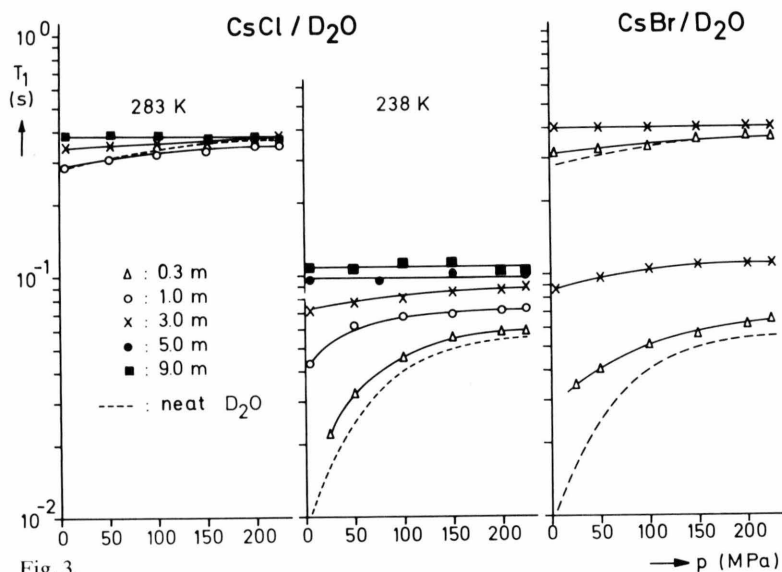 CsCl / D₂O
CsBr / D₂O
10⁰
T₁
(s)
283 K
238 K
10⁻¹
△ : 0.3 m
○ : 1.0 m
× : 3.0 m
● : 5.0 m
■ : 9.0 m
---- : neat D₂O
10⁻²
0 50 100 150 200
0 50 100 150 200
0 50 100 150 200
p (MPa)
Fig. 3